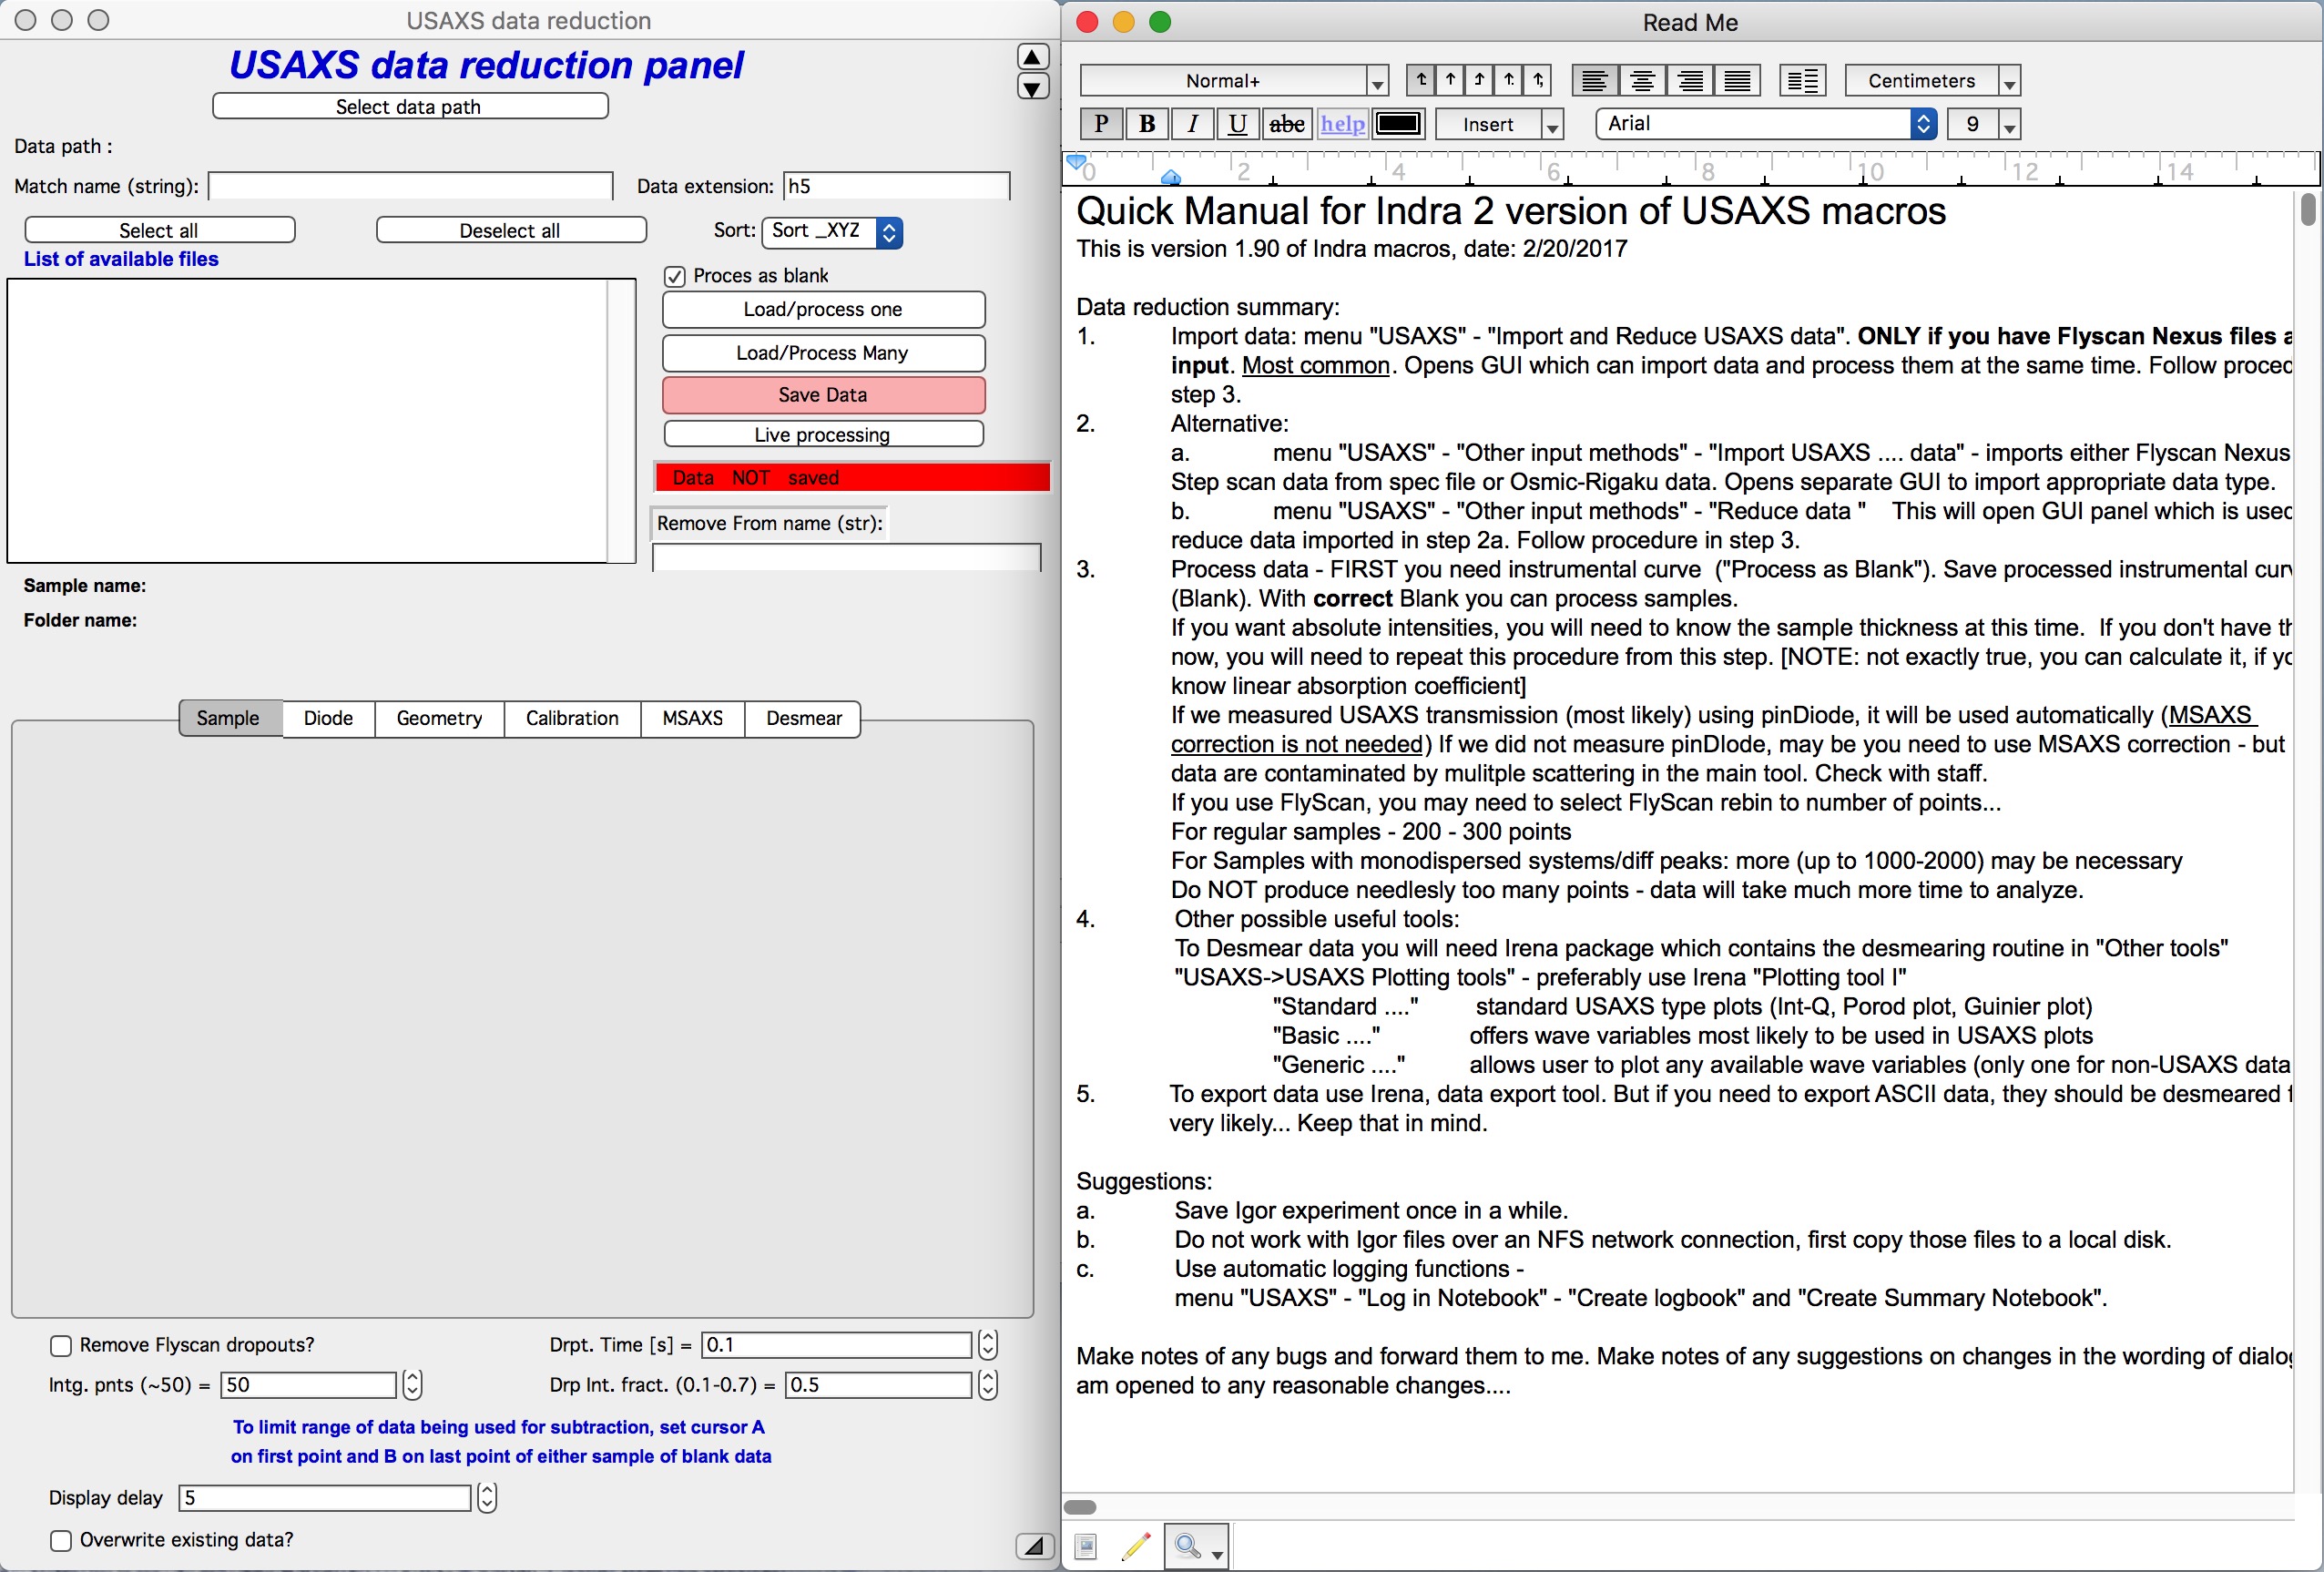 USAXS data reduction
USAXS data reduction panel
Select data path
Data path :
Match name (string):
Data extension: h5
Select all
Deselect all
Sort: Sort _XYZ
List of available files
Proces as blank
Load/process one
Load/Process Many
Save Data
Live processing
Data NOT saved
Remove From name (str):
Sample name:
Folder name:
Sample Diode Geometry Calibration MSAXS Desmear
Remove Flyscan dropouts?
Drpt. Time [s] = 0.1
Intg. pnts (~50) = 50
Drp Int. fract. (0.1-0.7) = 0.5
To limit range of data being used for subtraction, set cursor A
on first point and B on last point of either sample of blank data
Display delay 5
Overwrite existing data?
Read Me
Normal+
Centimeters
P B I U abc help
Insert
Arial
9
0 2 4 6 8 10 12 14
Quick Manual for Indra 2 version of USAXS macros
This is version 1.90 of Indra macros, date: 2/20/2017
Data reduction summary:
1. Import data: menu "USAXS" - "Import and Reduce USAXS data". ONLY if you have Flyscan Nexus files
input. Most common. Opens GUI which can import data and process them at the same time. Follow
step 3.
2. Alternative:
a. menu "USAXS" - "Other input methods" - "Import USAXS .... data" - imports either Flyscan Nexus
Step scan data from spec file or Osmic-Rigaku data. Opens separate GUI to import appropriate data type.
b. menu "USAXS" - "Other input methods" - "Reduce data " This will open GUI panel which is used
reduce data imported in step 2a. Follow procedure in step 3.
3. Process data - FIRST you need instrumental curve ("Process as Blank"). Save processed instrumental
(Blank). With correct Blank you can process samples.
If you want absolute intensities, you will need to know the sample thickness at this time. If you don't have
now, you will need to repeat this procedure from this step. [NOTE: not exactly true, you can calculate it, if
know linear absorption coefficient]
If we measured USAXS transmission (most likely) using pinDiode, it will be used automatically (MSAXS
correction is not needed) If we did not measure pinDIode, may be you need to use MSAXS correction - but
data are contaminated by mulitple scattering in the main tool. Check with staff.
If you use FlyScan, you may need to select FlyScan rebin to number of points...
For regular samples - 200 - 300 points
For Samples with monodispersed systems/diff peaks: more (up to 1000-2000) may be necessary
Do NOT produce needlesly too many points - data will take much more time to analyze.
4. Other possible useful tools:
To Desmear data you will need Irena package which contains the desmearing routine in "Other tools"
"USAXS->USAXS Plotting tools" - preferably use Irena "Plotting tool I"
"Standard ...." standard USAXS type plots (Int-Q, Porod plot, Guinier plot)
"Basic ...." offers wave variables most likely to be used in USAXS plots
"Generic ...." allows user to plot any available wave variables (only one for non-USAXS data
5. To export data use Irena, data export tool. But if you need to export ASCII data, they should be desmeared
very likely... Keep that in mind.
Suggestions:
a. Save Igor experiment once in a while.
b. Do not work with Igor files over an NFS network connection, first copy those files to a local disk.
c. Use automatic logging functions -
menu "USAXS" - "Log in Notebook" - "Create logbook" and "Create Summary Notebook".
Make notes of any bugs and forward them to me. Make notes of any suggestions on changes in the wording of
am opened to any reasonable changes....